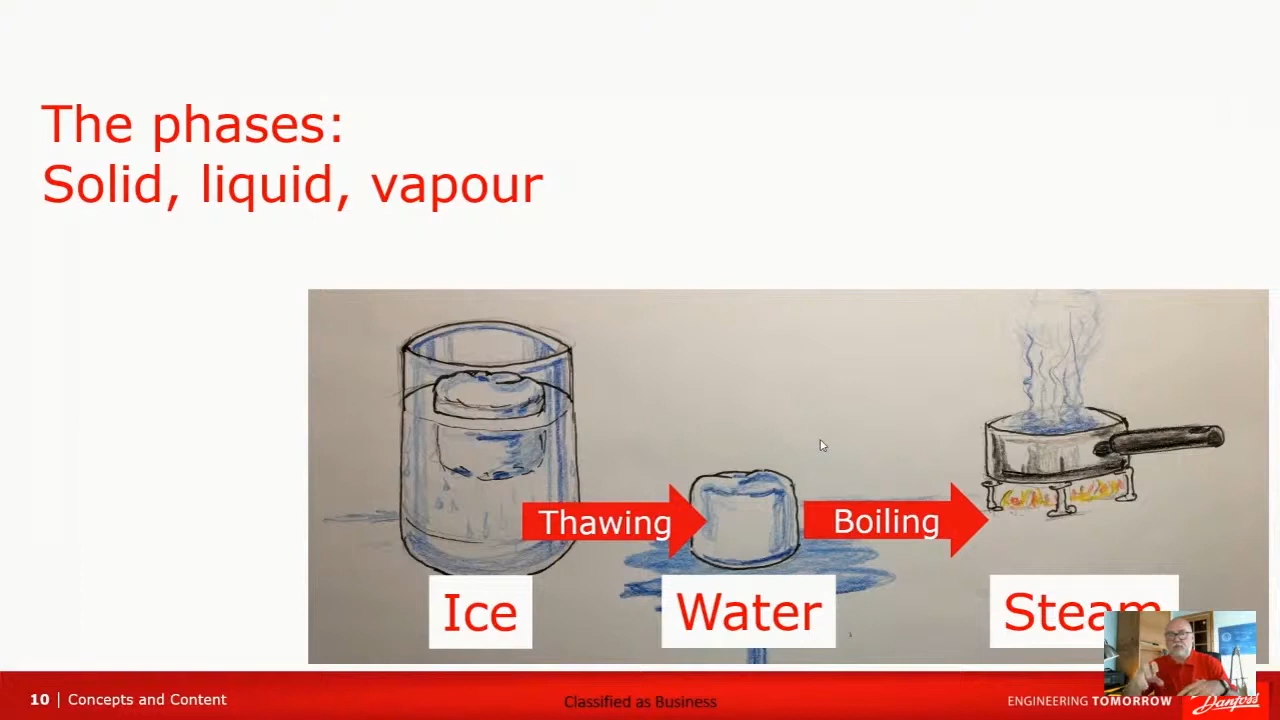 The phases:
Solid, liquid, vapour
Thawing
Boiling
Ice
Water
Steam
10 | Concepts and Content
Classified as Business
ENGINEERING TOMORROW
Danfoss